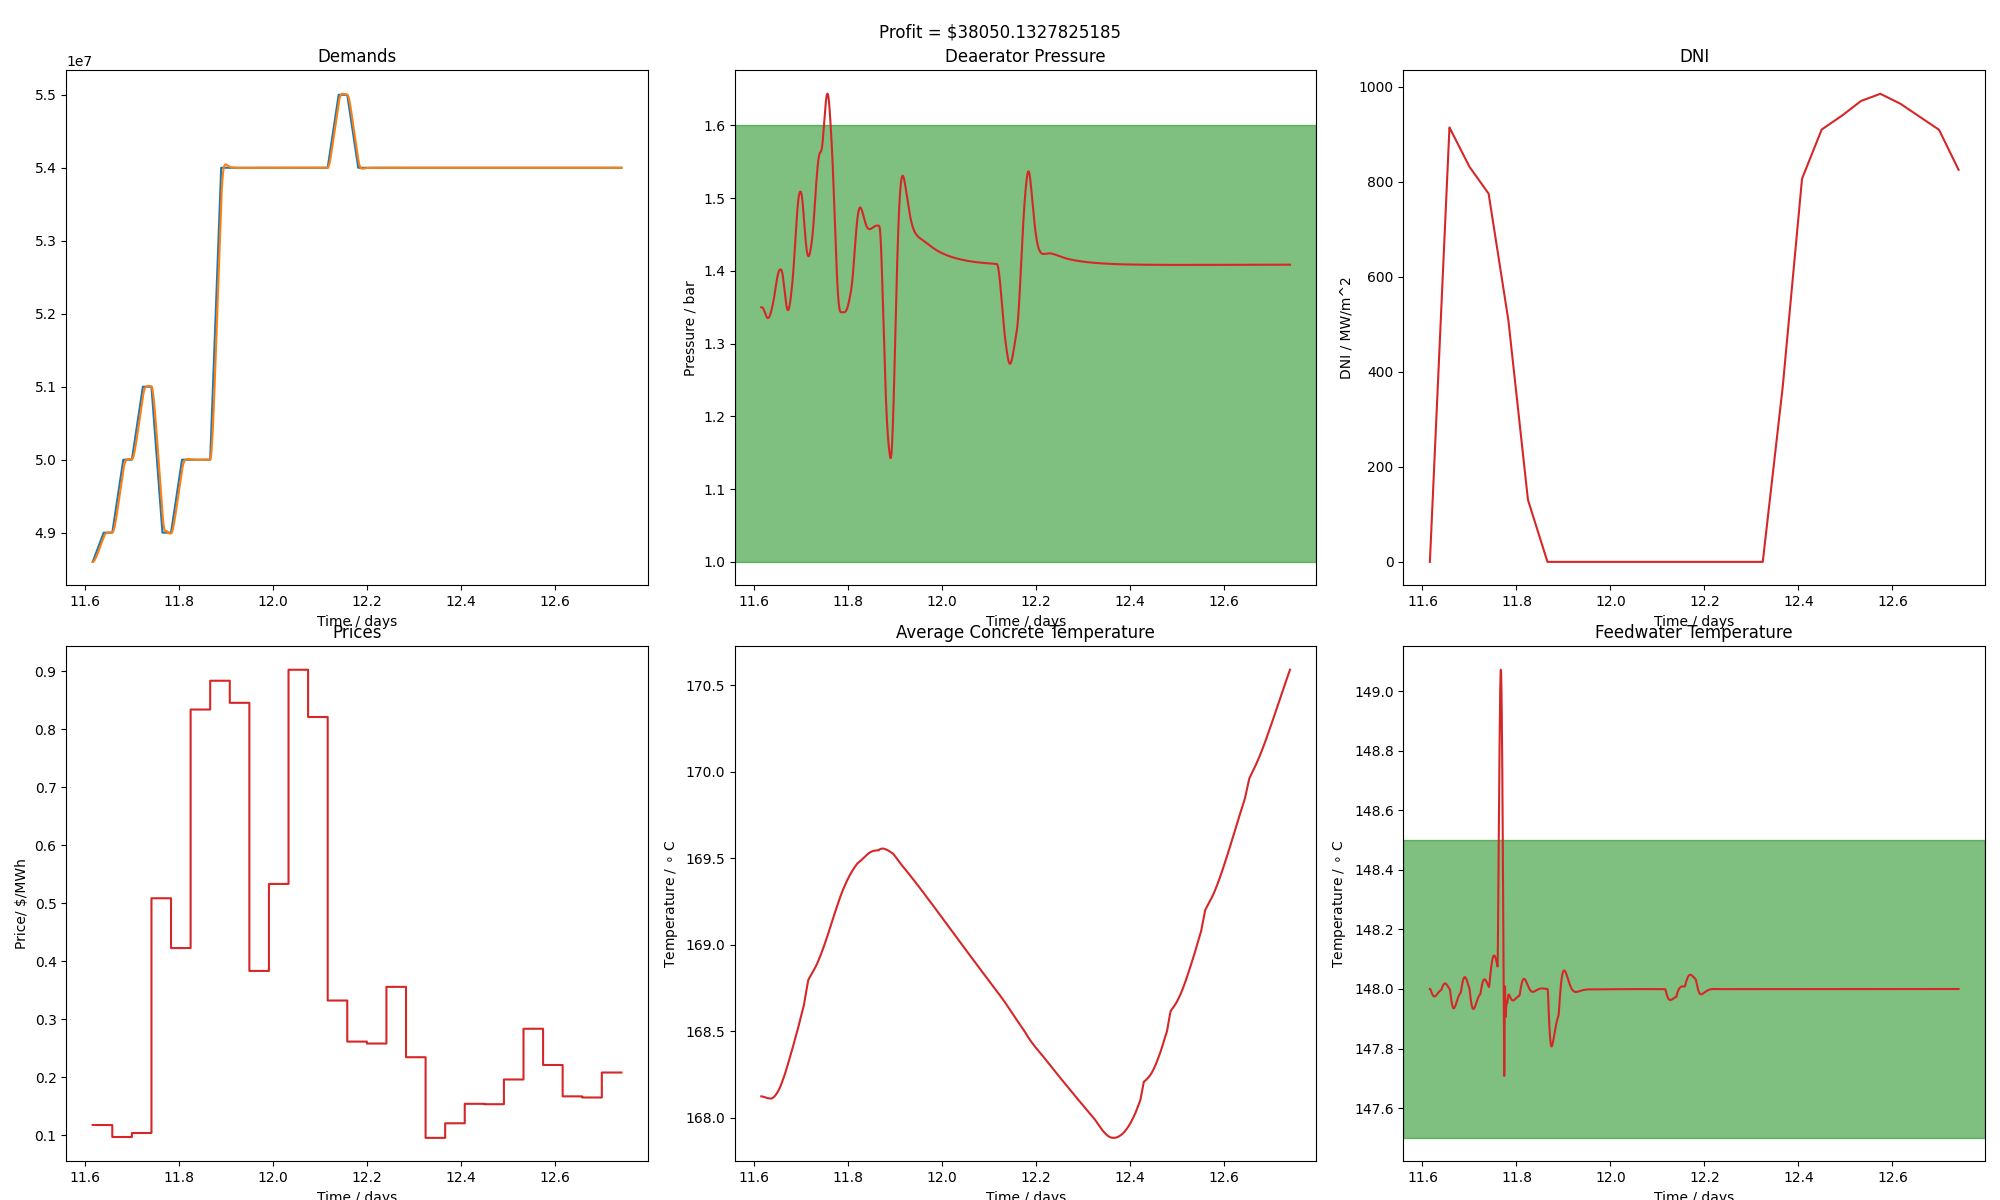 Profit = $38050.1327825185
Demands
1e7
5.5
5.4
5.3
5.2
5.1
5.0
4.9
11.6 11.8 12.0 12.2 12.4 12.6
Time / days
Deaerator Pressure
Pressure / bar
1.6
1.5
1.4
1.3
1.2
1.1
1.0
11.6 11.8 12.0 12.2 12.4 12.6
Time / days
DNI
DNI / MW/m^2
1000
800
600
400
200
0
11.6 11.8 12.0 12.2 12.4 12.6
Time / days
Prices
Price/ $/MWh
0.9
0.8
0.7
0.6
0.5
0.4
0.3
0.2
0.1
11.6 11.8 12.0 12.2 12.4 12.6
Time / days
Average Concrete Temperature
Temperature / ∘ C
170.5
170.0
169.5
169.0
168.5
168.0
11.6 11.8 12.0 12.2 12.4 12.6
Time / days
Feedwater Temperature
Temperature / ∘ C
149.0
148.8
148.6
148.4
148.2
148.0
147.8
147.6
11.6 11.8 12.0 12.2 12.4 12.6
Time / days